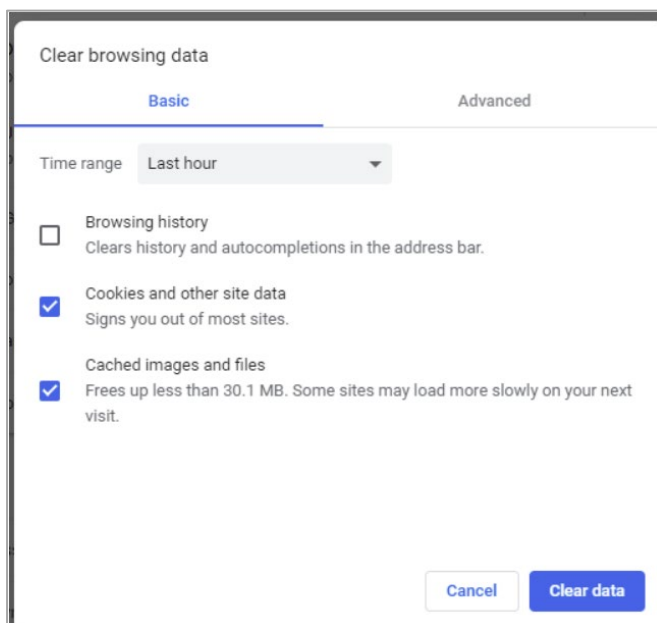 Clear browsing data
Basic
Advanced
Time range
Last hour
Browsing history
Clears history and autocompletions in the address bar.
Cookies and other site data
Signs you out of most sites.
Cached images and files
Frees up less than 30.1 MB. Some sites may load more slowly on your next
visit.
Cancel
Clear data